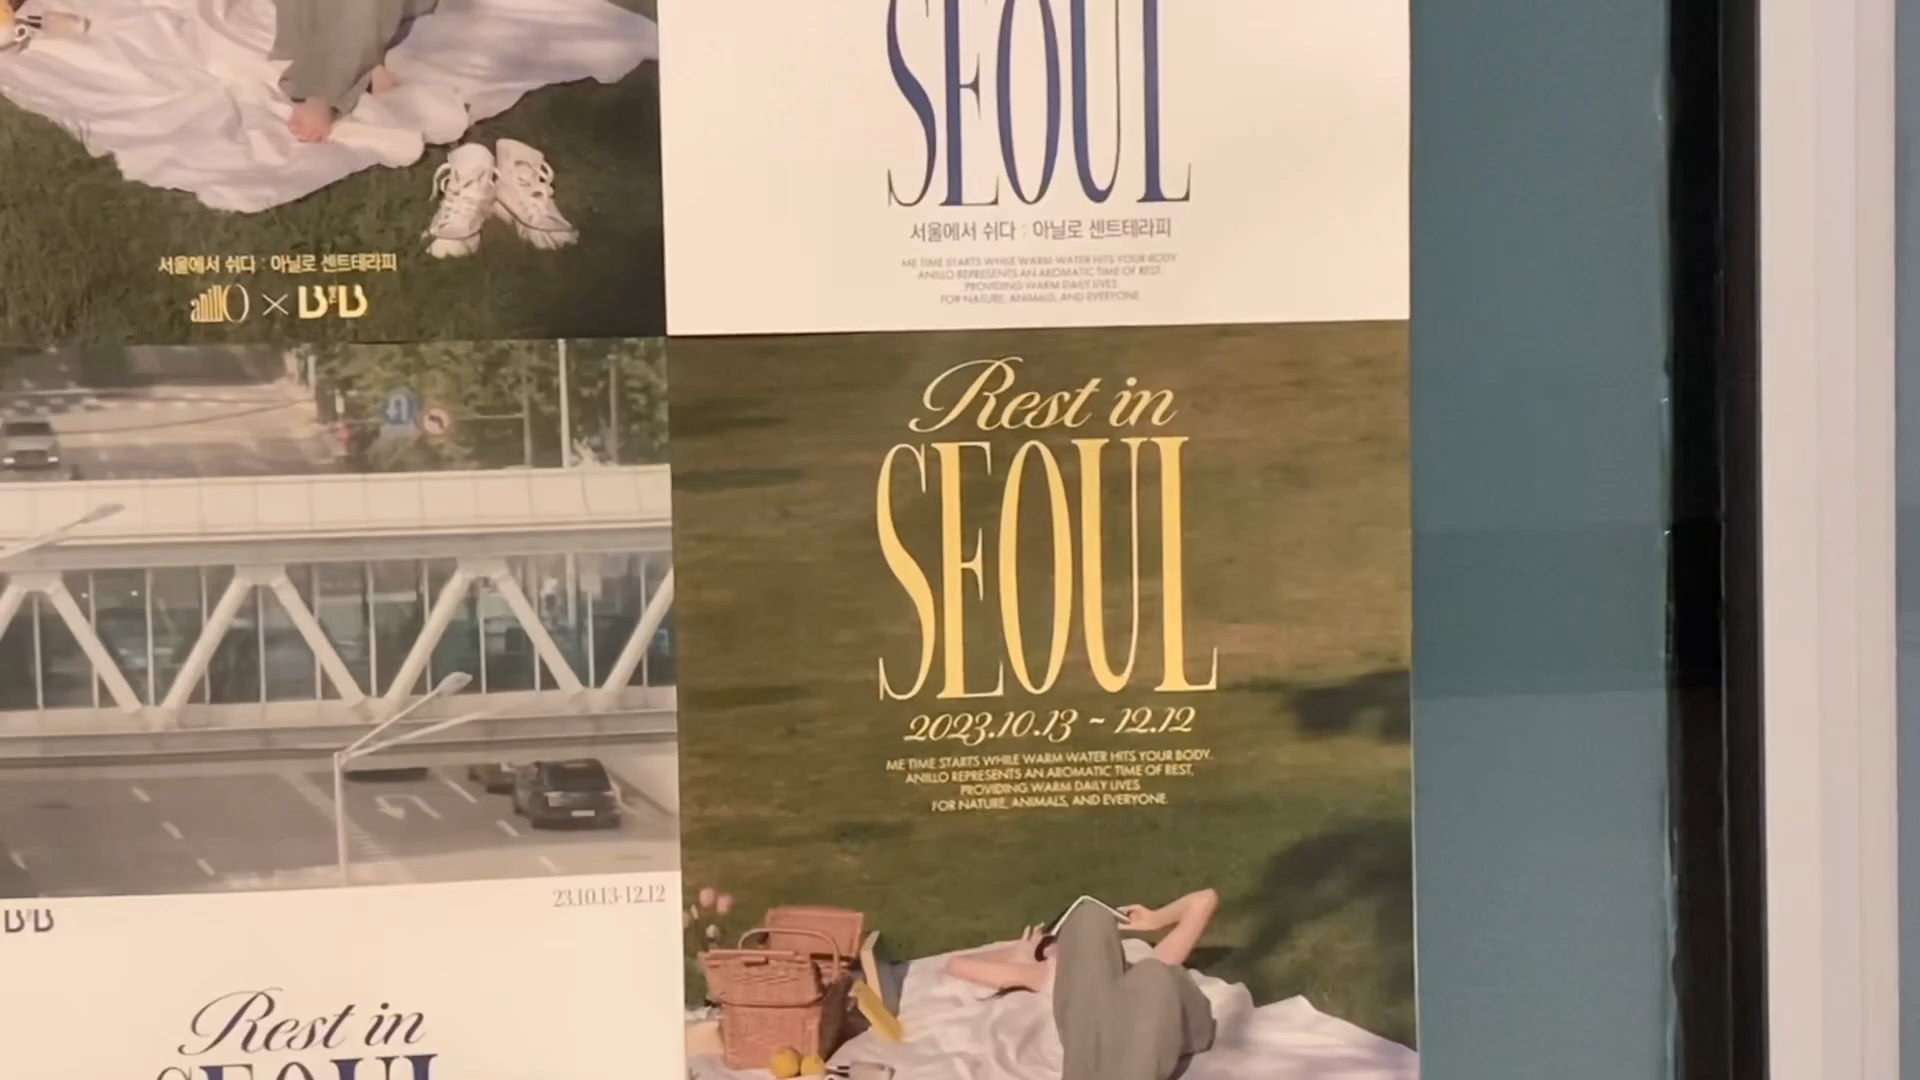 서울에서 쉬다 : 아닐로 센트테라피
anillO × B the B
SEOUL
서울에서 쉬다 : 아닐로 센트테라피
ME TIME STARTS WHILE WARM WATER HITS YOUR BODY
ANILLO REPRESENTS AN AROMATIC TIME OF REST,
PROVIDING WARM DAILY LIVES
FOR NATURE, ANIMALS, AND EVERYONE.
23.10.13-12.12
B the B
Rest in
SEOUL
Rest in
SEOUL
2023.10.13 ~ 12.12
ME TIME STARTS WHILE WARM WATER HITS YOUR BODY.
ANILLO REPRESENTS AN AROMATIC TIME OF REST,
PROVIDING WARM DAILY LIVES
FOR NATURE, ANIMALS, AND EVERYONE.